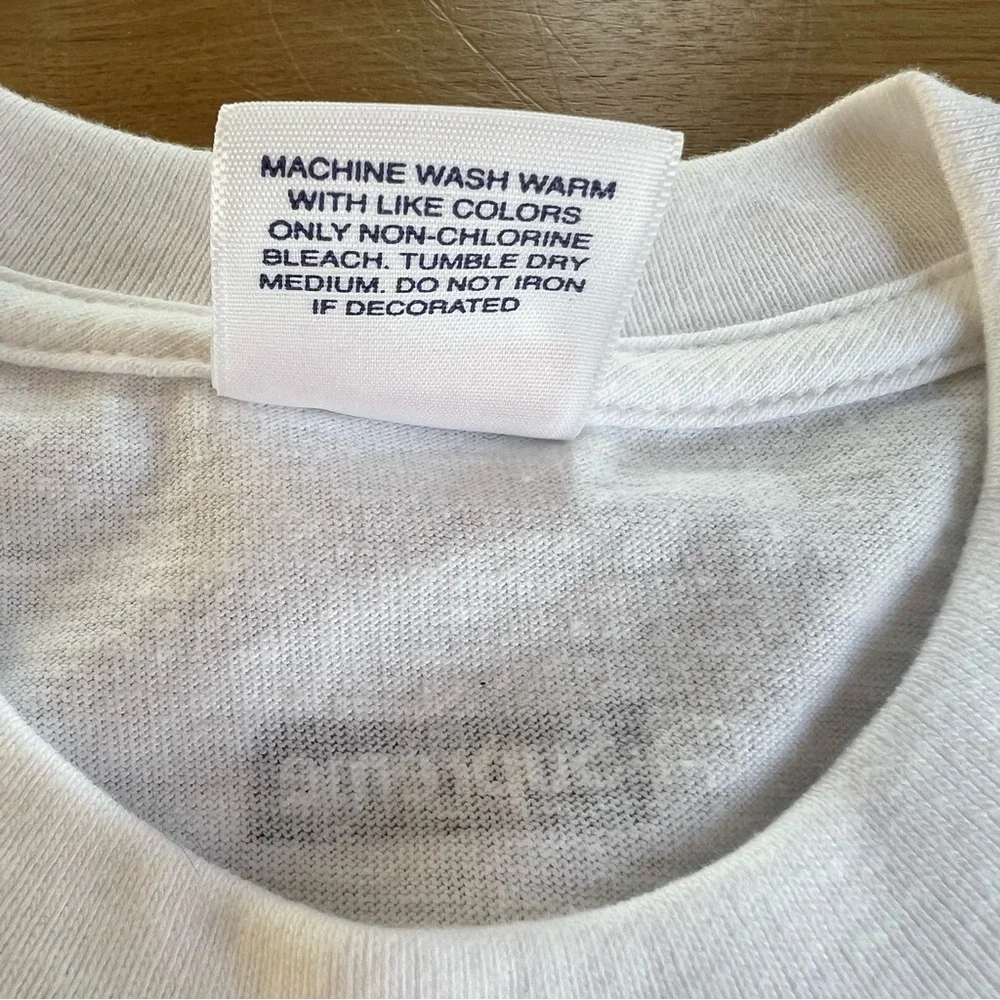 MACHINE WASH WARM
WITH LIKE COLORS
ONLY NON-CHLORINE
BLEACH. TUMBLE DRY
MEDIUM. DO NOT IRON
IF DECORATED